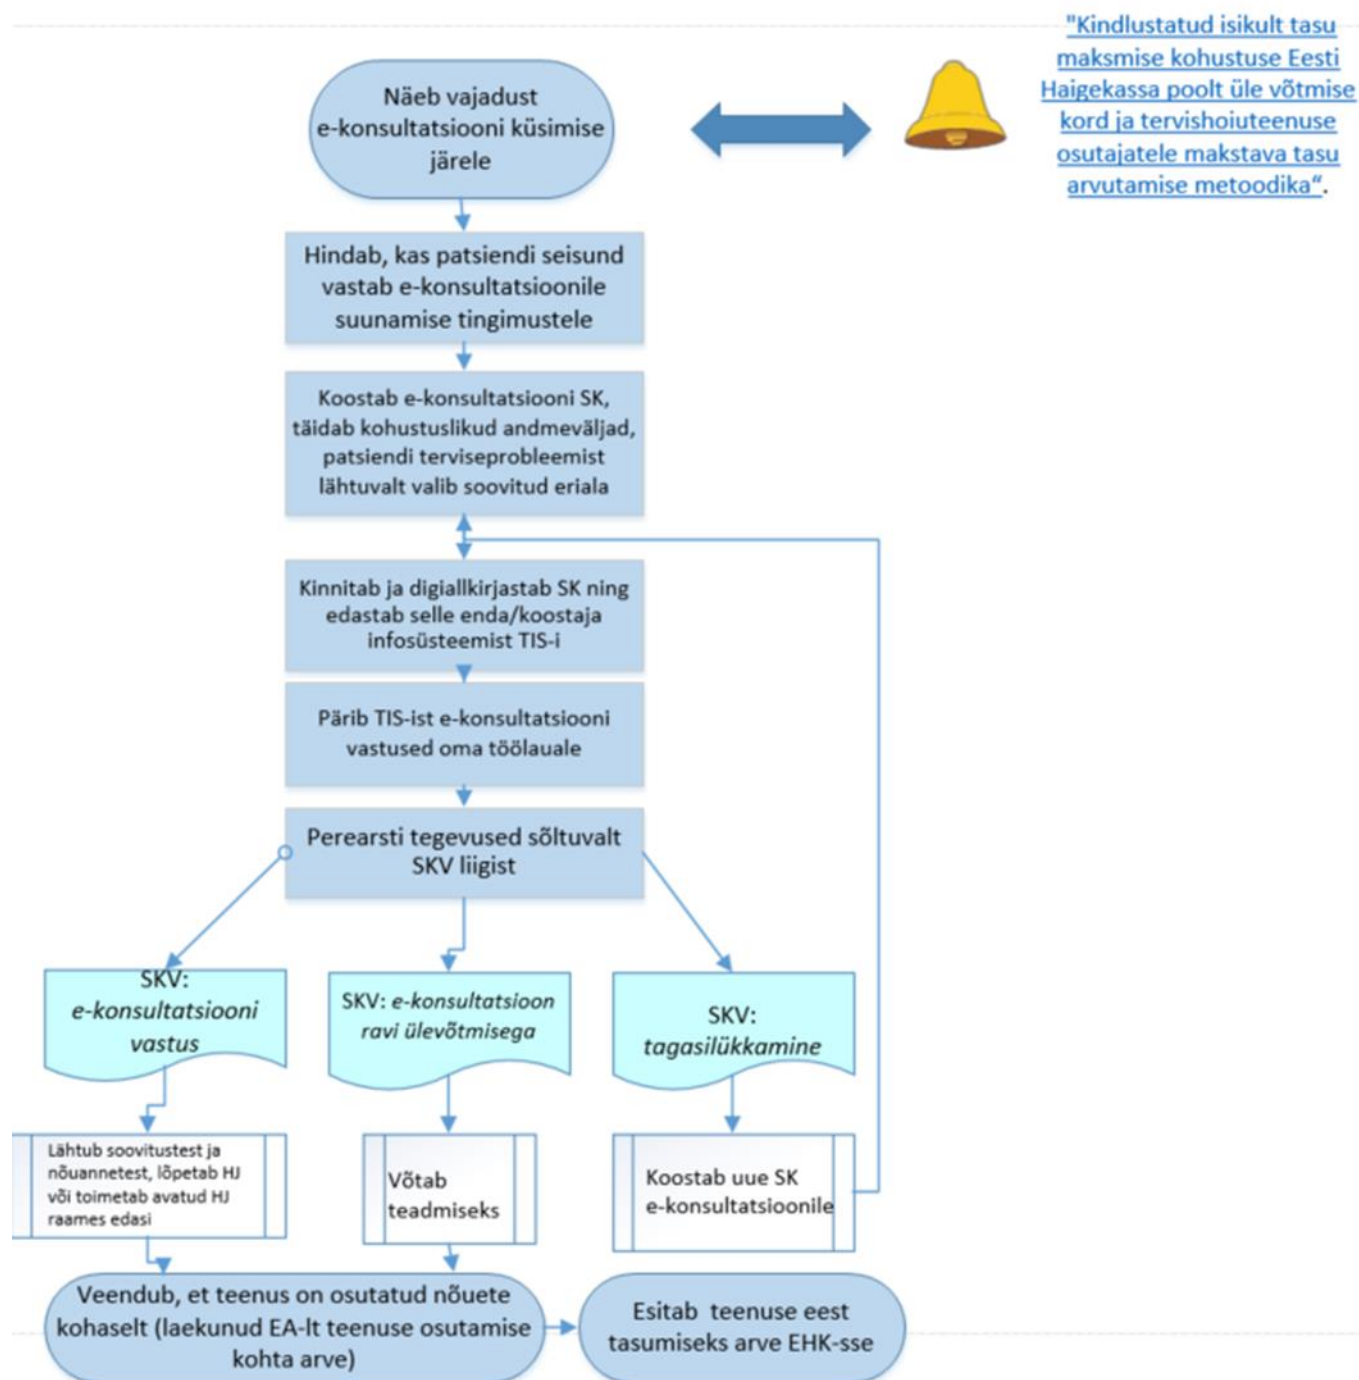 Näeb vajadust
e-konsultatsiooni küsimise
järele
"Kindlustatud isikult tasu
maksmise kohustuse Eesti
Haigekassa poolt üle võtmise
kord ja tervishoiuteenuse
osutajatele makstava tasu
arvutamise metoodika“.
Hindab, kas patsiendi seisund
vastab e-konsultatsioonile
suunamise tingimustele
Koostab e-konsultatsiooni SK,
täidab kohustuslikud andmeväljad,
patsiendi terviseprobleemist
lähtuvalt valib soovitud eriala
Kinnitab ja digiallkirjastab SK ning
edastab selle enda/koostaja
infosüsteemist TIS-i
Pärib TIS-ist e-konsultatsiooni
vastused oma töölauale
Perearsti tegevused sõltuvalt
SKV liigist
SKV:
e-konsultatsiooni
vastus
SKV: e-konsultatsioon
ravi ülevõtmisega
SKV:
tagasilükkamine
Lähtub soovitustest ja
nõuannetest, lõpetab HJ
või toimetab avatud HJ
raames edasi
Võtab
teadmiseks
Koostab uue SK
e-konsultatsioonile
Veendub, et teenus on osutatud nõuete
kohaselt (laekunud EA-lt teenuse osutamise
kohta arve)
Esitab teenuse eest
tasumiseks arve EHK-sse